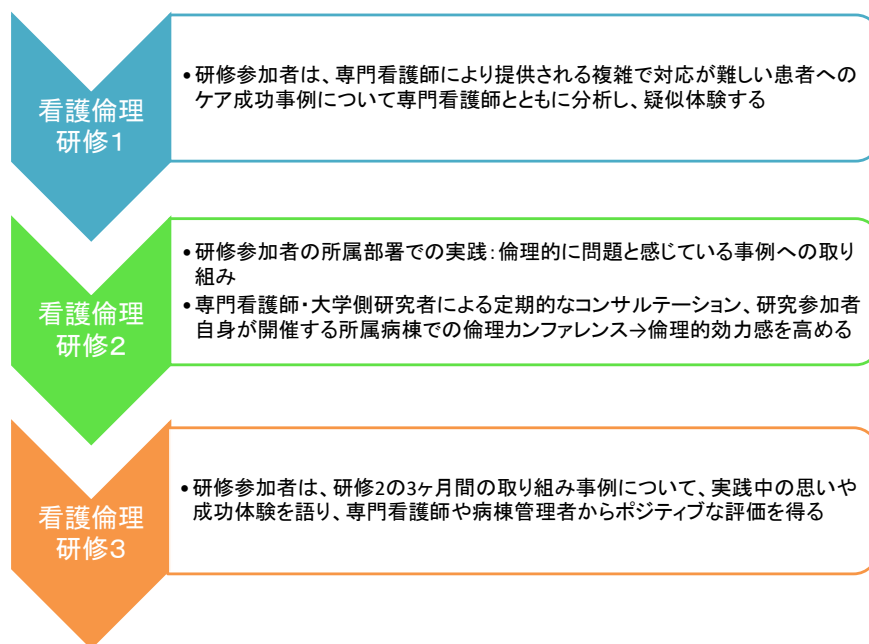 看護倫理
研修1
•研修参加者は、専門看護師により提供される複雑で対応が難しい患者への
ケア成功事例について専門看護師とともに分析し、疑似体験する
看護倫理
研修2
•研修参加者の所属部署での実践:倫理的に問題と感じている事例への取り
組み
•専門看護師・大学側研究者による定期的なコンサルテーション、研究参加者
自身が開催する所属病棟での倫理カンファレンス→倫理的効力感を高める
看護倫理
研修3
•研修参加者は、研修2の3ヶ月間の取り組み事例について、実践中の思いや
成功体験を語り、専門看護師や病棟管理者からポジティブな評価を得る